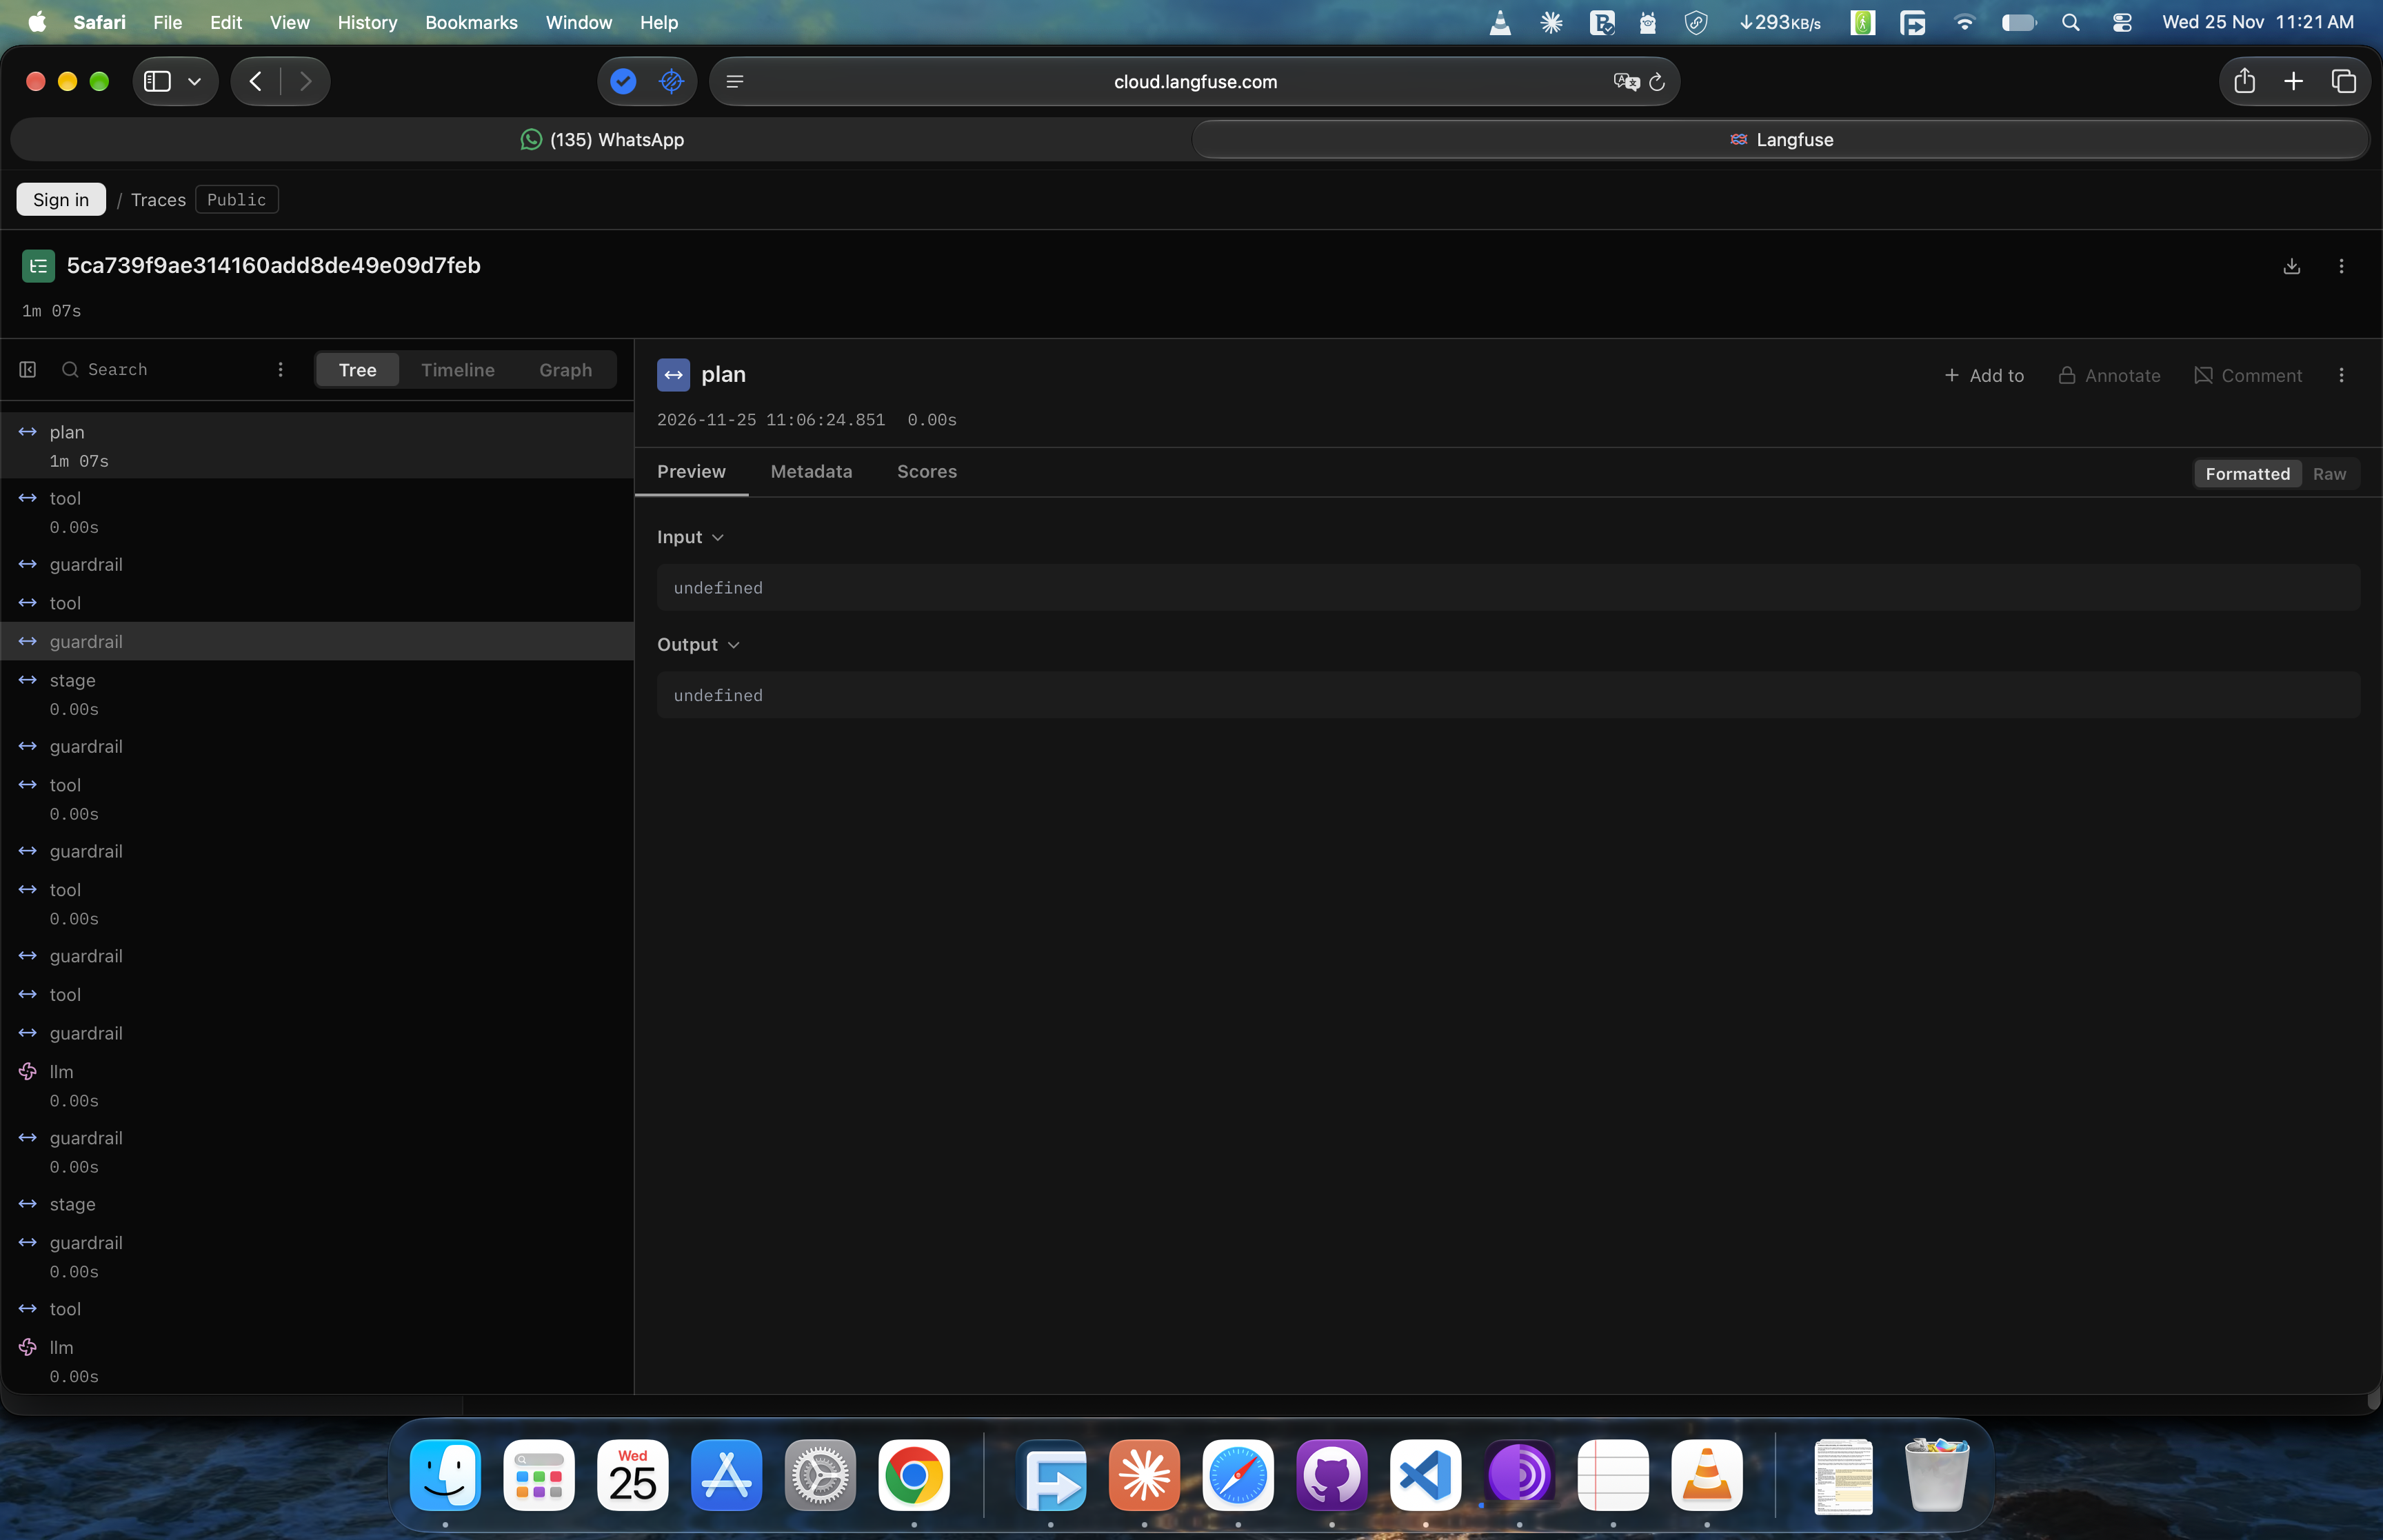 Safari File Edit View History Bookmarks Window Help
↓293KB/s
Wed 25 Nov 11:21 AM
cloud.langfuse.com
(135) WhatsApp
Langfuse
Sign in / Traces Public
5ca739f9ae314160add8de49e09d7feb
1m 07s
Search
Tree Timeline Graph
plan
1m 07s
tool
0.00s
guardrail
tool
guardrail
stage
0.00s
guardrail
tool
0.00s
guardrail
tool
0.00s
guardrail
tool
guardrail
llm
0.00s
guardrail
0.00s
stage
guardrail
0.00s
tool
llm
0.00s
plan
Add to Annotate Comment
2026-11-25 11:06:24.851 0.00s
Preview Metadata Scores
Formatted Raw
Input
undefined
Output
undefined
Wed
25